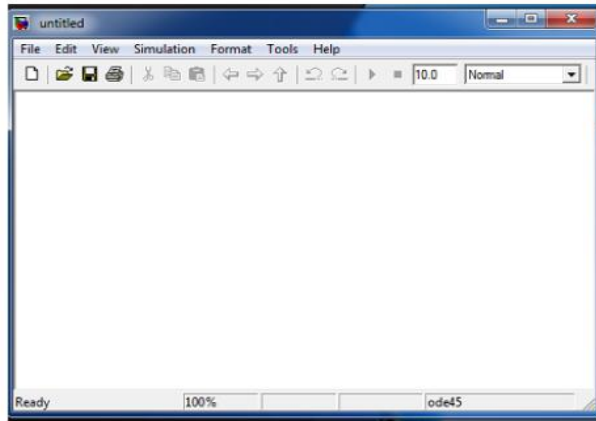 untitled
File Edit View Simulation Format Tools Help
10.0 Normal
Ready 100% ode45